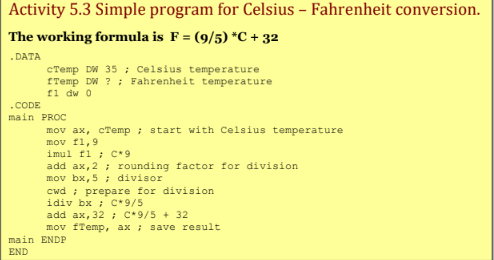 Activity 5.3 Simple program for Celsius – Fahrenheit conversion.
The working formula is F = (9/5) *C + 32
.DATA
cTemp DW 35 ; Celsius temperature
fTemp DW ? ; Fahrenheit temperature
f1 dw 0
.CODE
main PROC
mov ax, cTemp ; start with Celsius temperature
mov f1,9
imul f1 ; C*9
add ax,2 ; rounding factor for division
mov bx,5 ; divisor
cwd ; prepare for division
idiv bx ; C*9/5
add ax,32 ; C*9/5 + 32
mov fTemp, ax ; save result
main ENDP
END